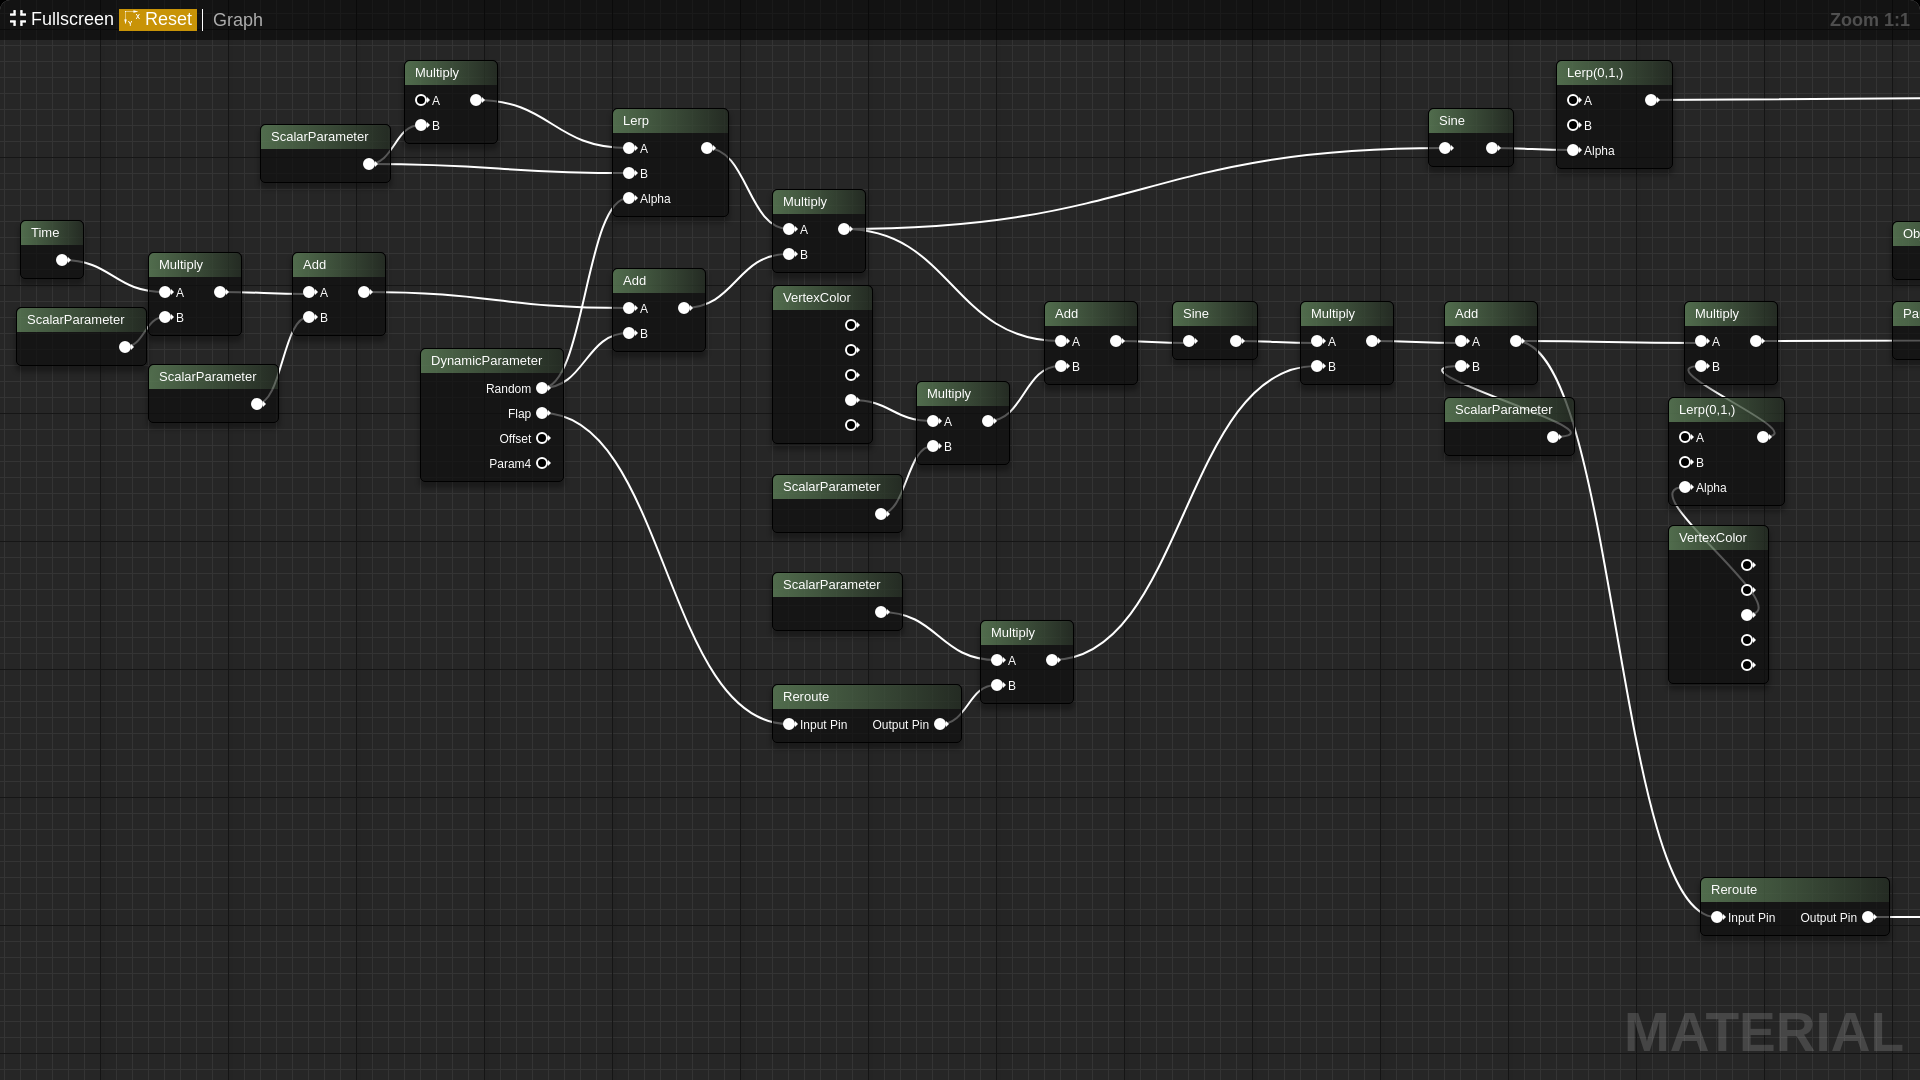 Fullscreen Reset Graph Zoom 1:1
Multiply
A
B
ScalarParameter
Lerp
A
B
Alpha
Sine
Lerp(0,1,)
A
B
Alpha
Time
Multiply
A
B
ScalarParameter
Add
A
B
ScalarParameter
Multiply
A
B
Add
A
B
DynamicParameter
Random
Flap
Offset
Param4
VertexColor
Multiply
A
B
ScalarParameter
Add
A
B
Sine
Multiply
A
B
Add
A
B
ScalarParameter
Multiply
A
B
Lerp(0,1,)
A
B
Alpha
VertexColor
Ob
Pa
ScalarParameter
Multiply
A
B
Reroute
Input Pin Output Pin
Reroute
Input Pin Output Pin
MATERIAL